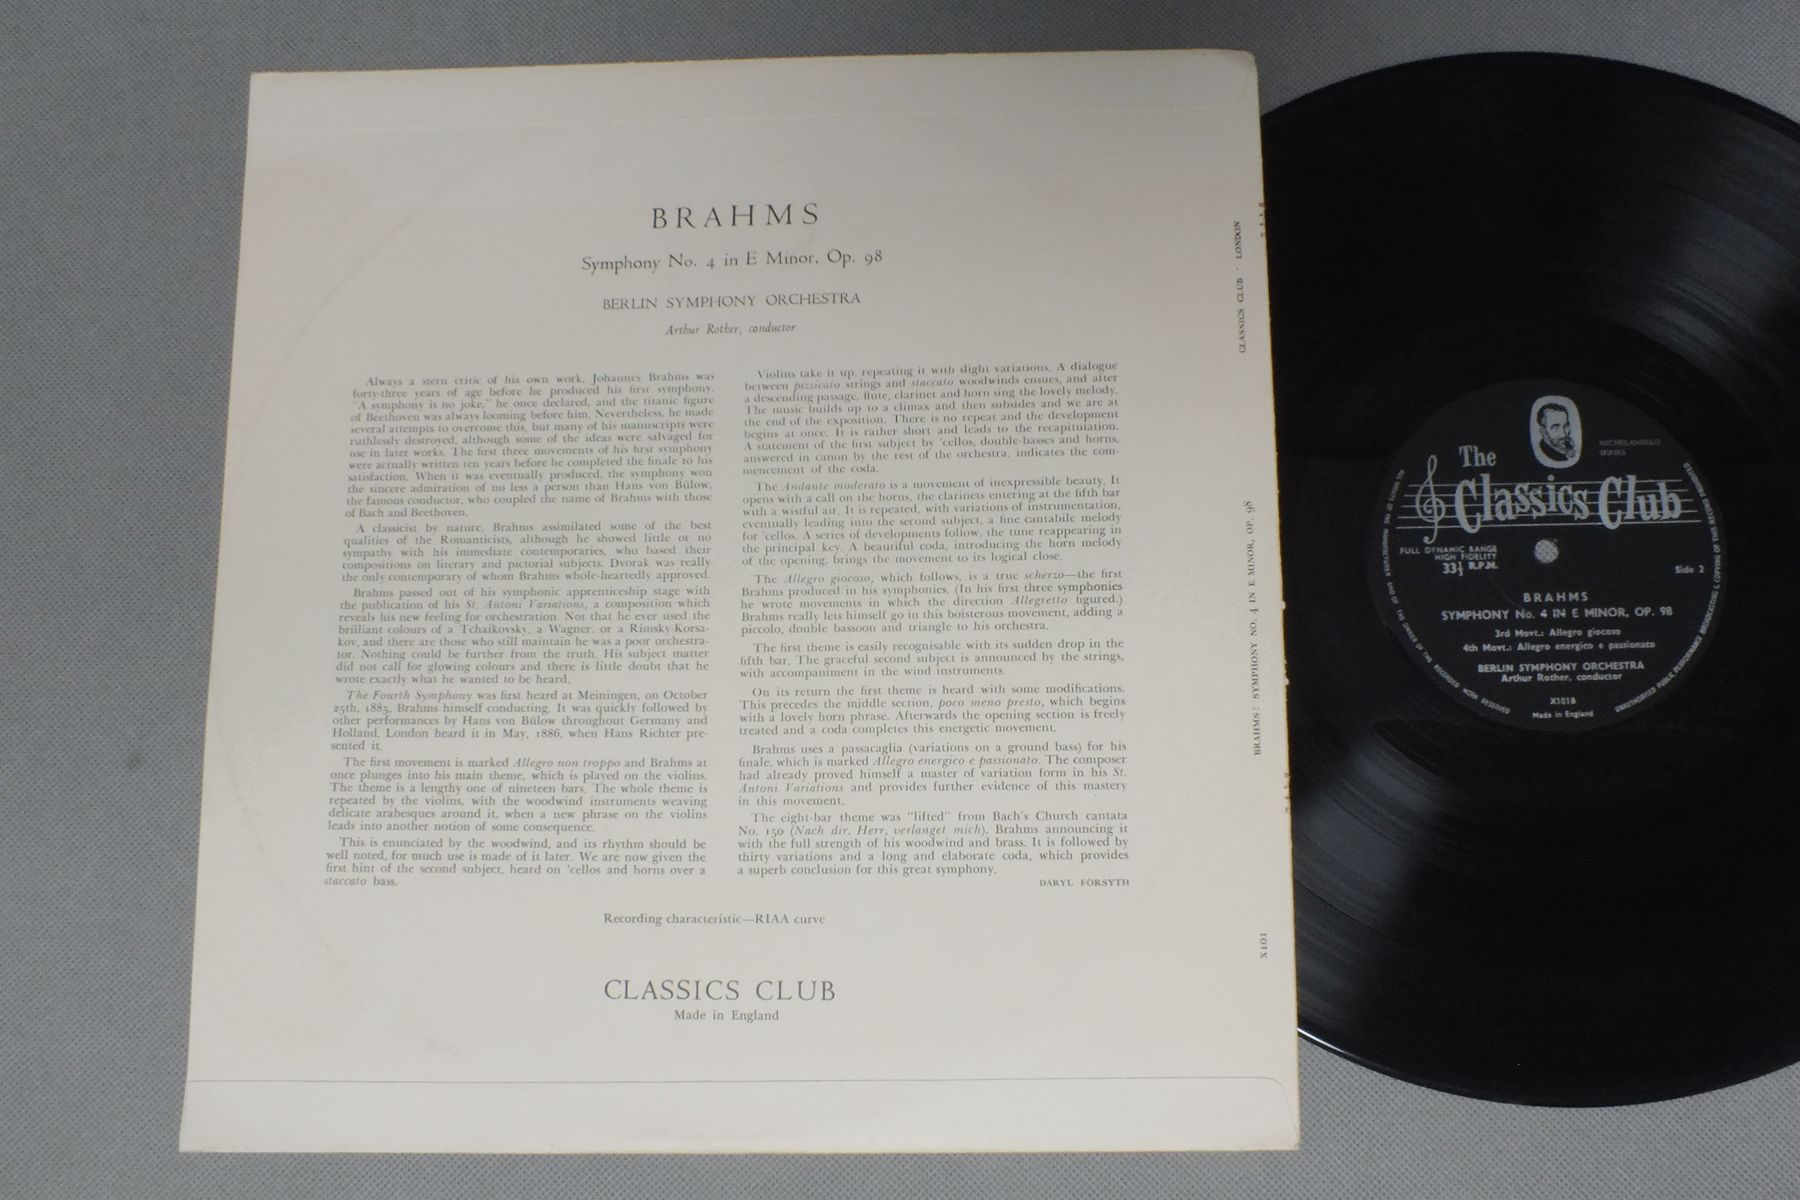 BRAHMS
Symphony No. 4 in E Minor, Op. 98
BERLIN SYMPHONY ORCHESTRA
Arthur Rother, conductor
Always a stern critic of his own work, Johannes Brahms was
forty-three years of age before he produced his first symphony.
"A symphony is no joke," he once declared, and the titanic figure
of Beethoven was always looming before him. Nevertheless, he made
several attempts to overcome this, but many of his manuscripts were
ruthlessly destroyed, although some of the ideas were salvaged for
use in later works. The first three movements of his first symphony
were actually written ten years before he completed the finale to his
satisfaction. When it was eventually produced, the symphony won
the sincere admiration of no less a person than Hans von Bülow,
the famous conductor, who coupled the name of Brahms with those
of Bach and Beethoven.
A classicist by nature, Brahms assimilated some of the best
qualities of the Romanticists, although he showed little or no
sympathy with his immediate contemporaries, who based their
compositions on literary and pictorial subjects. Dvorak was really
the only contemporary of whom Brahms whole-heartedly approved.
Brahms passed out of his symphonic apprenticeship stage with
the publication of his St. Antoni Variations, a composition which
reveals his new feeling for orchestration. Not that he ever used the
brilliant colours of a Tchaikovsky, a Wagner, or a Rimsky-Korsa-
kov, and there are those who still maintain he was a poor orchestra-
tor. Nothing could be further from the truth. His subject matter
did not call for glowing colours and there is little doubt that he
wrote exactly what he wanted to be heard.
The Fourth Symphony was first heard at Meiningen, on October
25th, 1885, Brahms himself conducting. It was quickly followed by
other performances by Hans von Bülow throughout Germany and
Holland. London heard it in May, 1886, when Hans Richter pre-
sented it.
The first movement is marked Allegro non troppo and Brahms at
once plunges into his main theme, which is played on the violins.
The theme is a lengthy one of nineteen bars. The whole theme is
repeated by the violins, with the woodwind instruments weaving
delicate arabesques around it, when a new phrase on the violins
leads into another notion of some consequence.
This is enunciated by the woodwind, and its rhythm should be
well noted, for much use is made of it later. We are now given the
first hint of the second subject, heard on 'cellos and horns over a
staccato bass.
Violins take it up, repeating it with slight variations. A dialogue
between pizzicato strings and staccato woodwinds ensues, and after
a descending passage, flute, clarinet and horn sing the lovely melody.
The music builds up to a climax and then subsides and we are at
the end of the exposition. There is no repeat and the development
begins at once. It is rather short and leads to the recapitulation.
A statement of the first subject by 'cellos, double-basses and horns,
answered in canon by the rest of the orchestra, indicates the com-
mencement of the coda.
The Andante moderato is a movement of inexpressible beauty. It
opens with a call on the horns, the clarinets entering at the fifth bar
with a wistful air. It is repeated, with variations of instrumentation,
eventually leading into the second subject, a fine cantabile melody
for 'cellos. A series of developments follow, the tune reappearing in
the principal key. A beautiful coda, introducing the horn melody
of the opening, brings the movement to its logical close.
The Allegro giocoso, which follows, is a true scherzo—the first
Brahms produced in his symphonies. (In his first three symphonies
he wrote movements in which the direction Allegretto figured.)
Brahms really lets himself go in this boisterous movement, adding a
piccolo, double bassoon and triangle to his orchestra.
The first theme is easily recognisable with its sudden drop in the
fifth bar. The graceful second subject is announced by the strings,
with accompaniment in the wind instruments.
On its return the first theme is heard with some modifications.
This precedes the middle section, poco meno presto, which begins
with a lovely horn phrase. Afterwards the opening section is freely
treated and a coda completes this energetic movement.
Brahms uses a passacaglia (variations on a ground bass) for his
finale, which is marked Allegro energico e passionato. The composer
had already proved himself a master of variation form in his St.
Antoni Variations and provides further evidence of this mastery
in this movement.
The eight-bar theme was "lifted" from Bach's Church cantata
No. 150 (Nach dir, Herr, verlanget mich), Brahms announcing it
with the full strength of his woodwind and brass. It is followed by
thirty variations and a long and elaborate coda, which provides
a superb conclusion for this great symphony.
DARYL FORSYTH
Recording characteristic—RIAA curve
CLASSICS CLUB
Made in England
CLASSICS CLUB · LONDON
BRAHMS: SYMPHONY NO. 4 IN E MINOR, OP. 98
X101
MICHELANGELO
SERIES
The
Classics Club
FULL DYNAMIC RANGE
HIGH FIDELITY
33⅓ R.P.M.
Side 2
BRAHMS
SYMPHONY No. 4 IN E MINOR, OP. 98
3rd Movt.: Allegro giocoso
4th Movt.: Allegro energico e passionato
BERLIN SYMPHONY ORCHESTRA
Arthur Rother, conductor
X101B
Made in England
ALL RIGHTS OF THE MANUFACTURER AND OF THE OWNER OF THE RECORDED WORK RESERVED
UNAUTHORISED PUBLIC PERFORMANCE BROADCASTING & COPYING OF THIS RECORD PROHIBITED